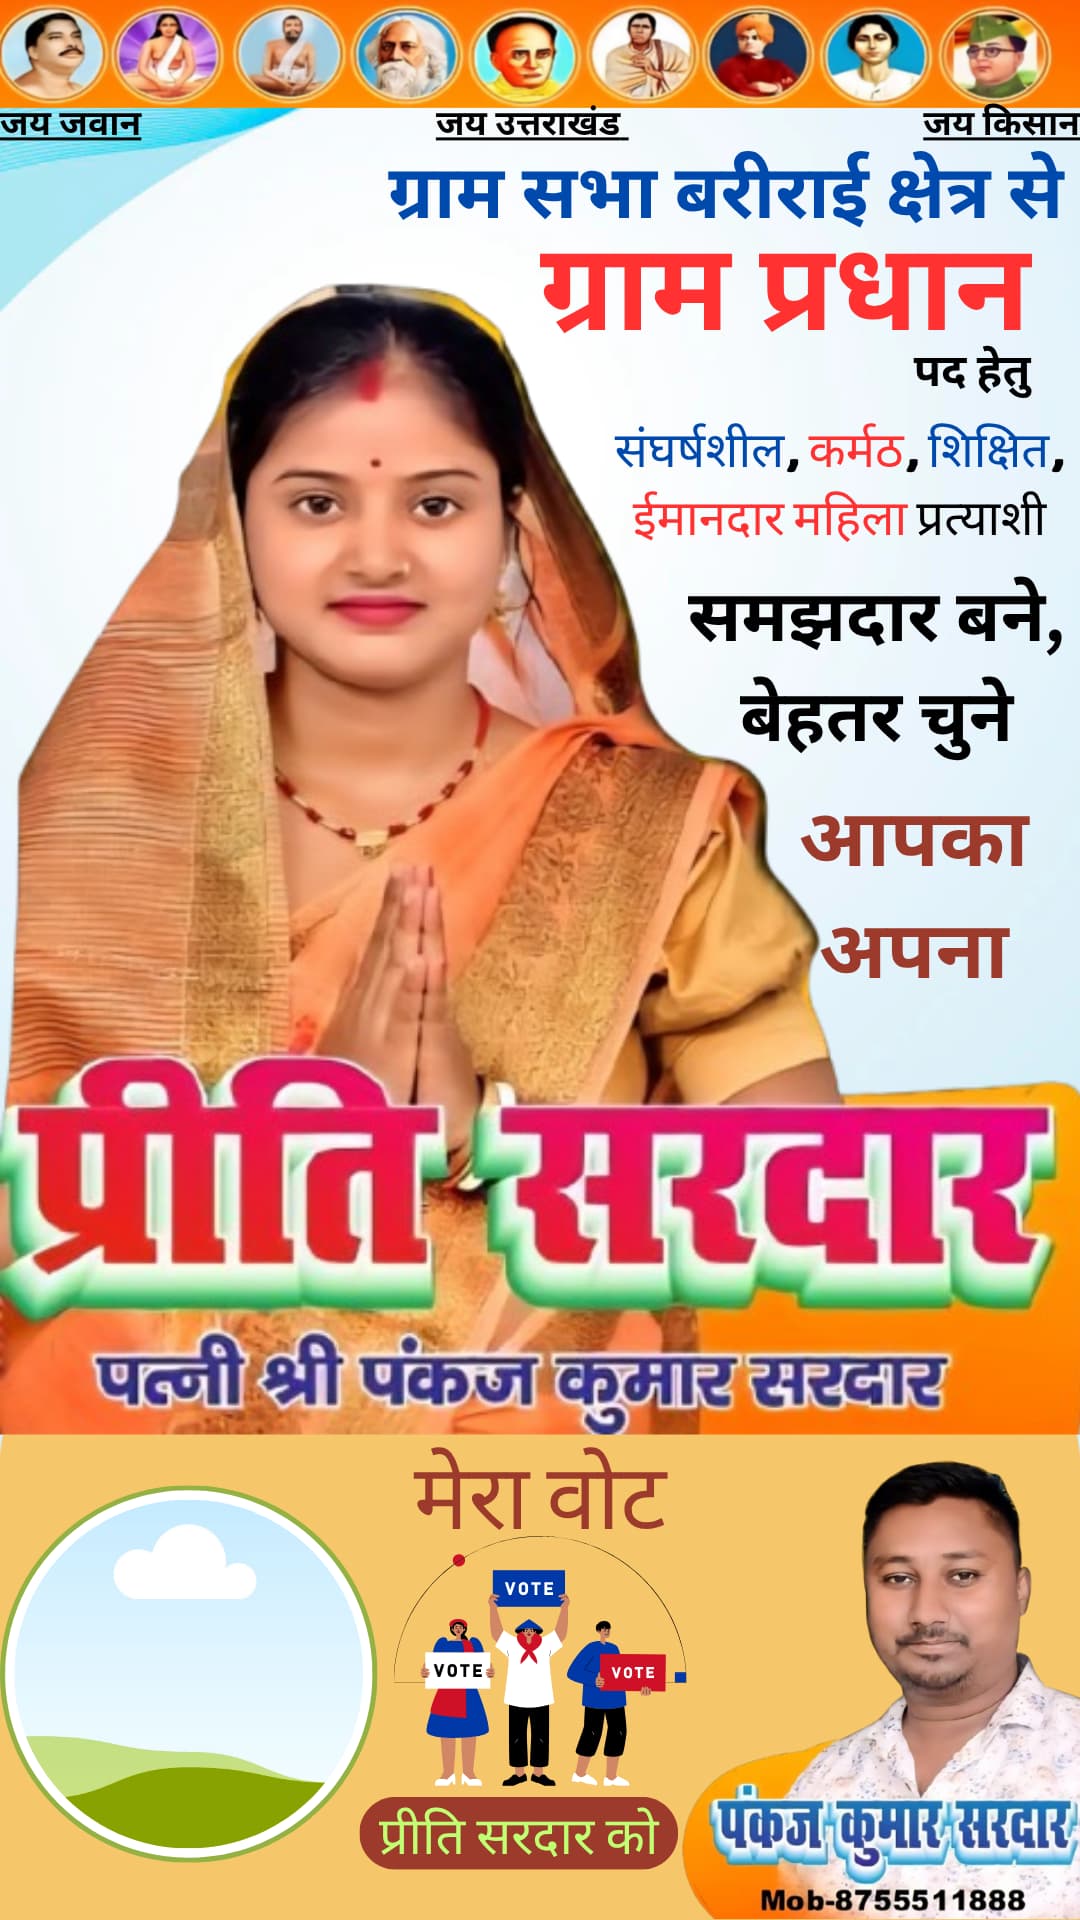 जय जवान जय उत्तराखंड जय किसान
ग्राम सभा बरीराई क्षेत्र से
ग्राम प्रधान
पद हेतु
संघर्षशील, कर्मठ, शिक्षित,
ईमानदार महिला प्रत्याशी
समझदार बने,
बेहतर चुने
आपका
अपना
प्रीति सरदार
पत्नी श्री पंकज कुमार सरदार
मेरा वोट
VOTE
VOTE
VOTE
प्रीति सरदार को
पंकज कुमार सरदार
Mob-8755511888